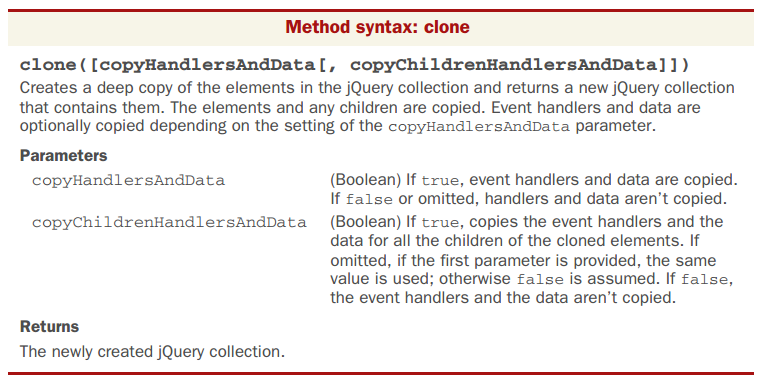 Method syntax: clone
clone([copyHandlersAndData[, copyChildrenHandlersAndData]])
Creates a deep copy of the elements in the jQuery collection and returns a new jQuery collection
that contains them. The elements and any children are copied. Event handlers and data are
optionally copied depending on the setting of the copyHandlersAndData parameter.
Parameters
copyHandlersAndData (Boolean) If true, event handlers and data are copied.
If false or omitted, handlers and data aren't copied.
copyChildrenHandlersAndData (Boolean) If true, copies the event handlers and the
data for all the children of the cloned elements. If
omitted, if the first parameter is provided, the same
value is used; otherwise false is assumed. If false,
the event handlers and the data aren't copied.
Returns
The newly created jQuery collection.